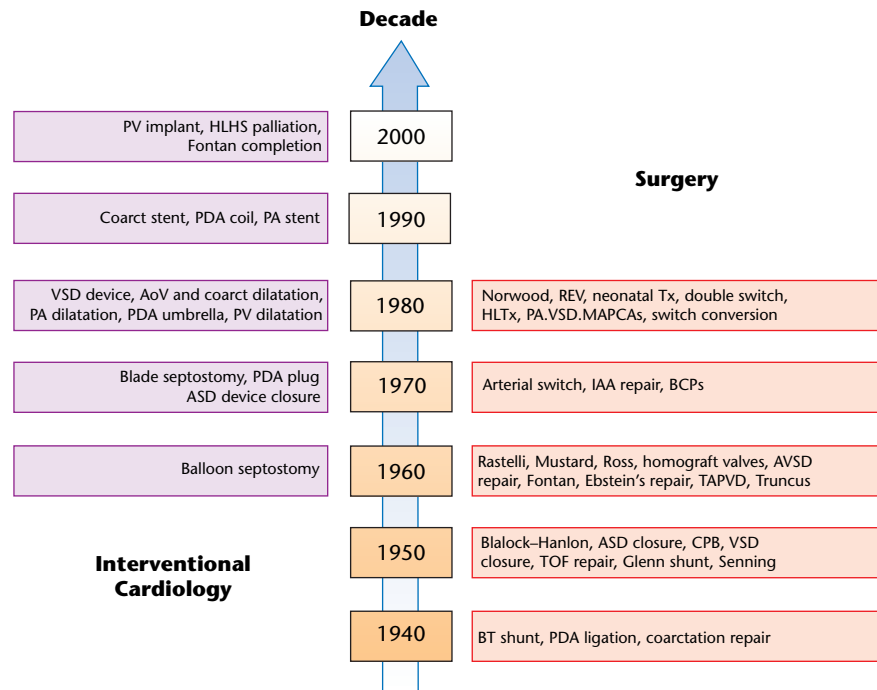 Decade
PV implant, HLHS palliation,
Fontan completion
2000
Surgery
Coarct stent, PDA coil, PA stent
1990
VSD device, AoV and coarct dilatation,
PA dilatation, PDA umbrella, PV dilatation
1980
Norwood, REV, neonatal Tx, double switch,
HLTx, PA.VSD.MAPCAs, switch conversion
Blade septostomy, PDA plug
ASD device closure
1970
Arterial switch, IAA repair, BCPs
Balloon septostomy
1960
Rastelli, Mustard, Ross, homograft valves, AVSD
repair, Fontan, Ebstein’s repair, TAPVD, Truncus
Interventional
Cardiology
1950
Blalock–Hanlon, ASD closure, CPB, VSD
closure, TOF repair, Glenn shunt, Senning
1940
BT shunt, PDA ligation, coarctation repair